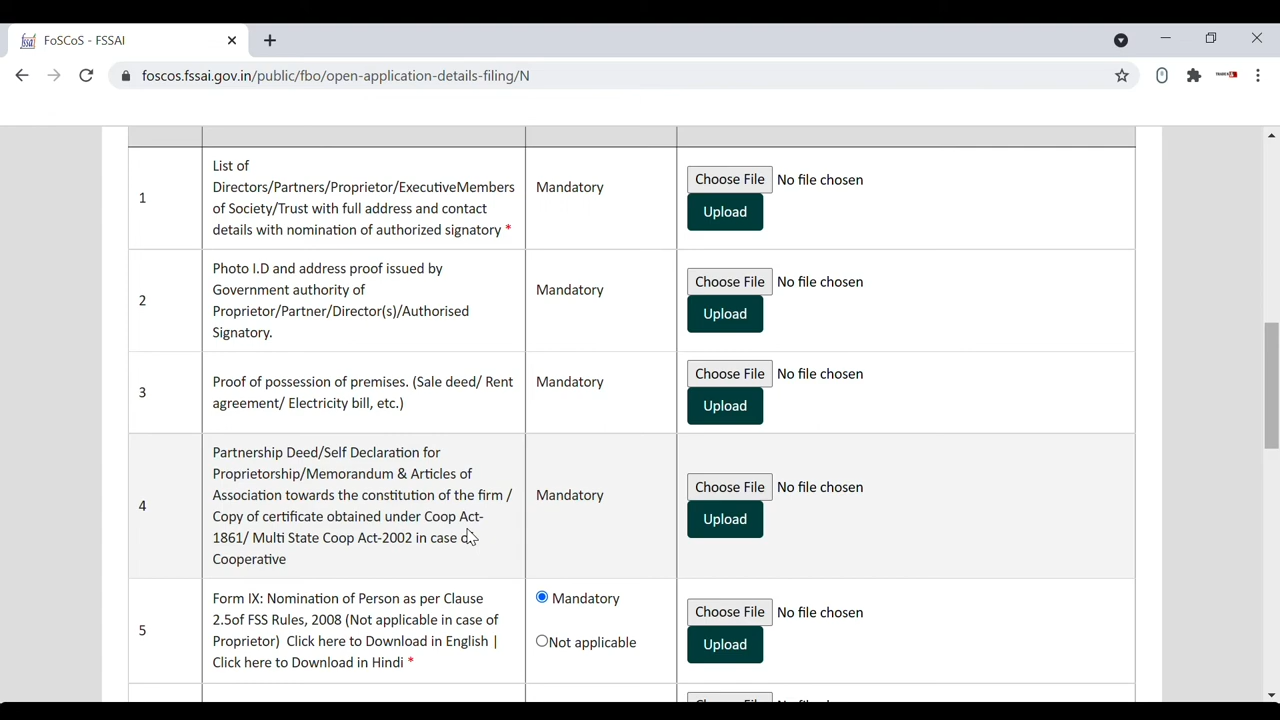 FoSCoS - FSSAI
foscos.fssai.gov.in/public/fbo/open-application-details-filing/N
1
List of
Directors/Partners/Proprietor/ExecutiveMembers
of Society/Trust with full address and contact
details with nomination of authorized signatory *
Mandatory
Choose File No file chosen
Upload
2
Photo I.D and address proof issued by
Government authority of
Proprietor/Partner/Director(s)/Authorised
Signatory.
Mandatory
Choose File No file chosen
Upload
3
Proof of possession of premises. (Sale deed/ Rent
agreement/ Electricity bill, etc.)
Mandatory
Choose File No file chosen
Upload
4
Partnership Deed/Self Declaration for
Proprietorship/Memorandum & Articles of
Association towards the constitution of the firm /
Copy of certificate obtained under Coop Act-
1861/ Multi State Coop Act-2002 in case
Cooperative
Mandatory
Choose File No file chosen
Upload
5
Form IX: Nomination of Person as per Clause
2.5of FSS Rules, 2008 (Not applicable in case of
Proprietor) Click here to Download in English |
Click here to Download in Hindi *
Mandatory
Not applicable
Choose File No file chosen
Upload